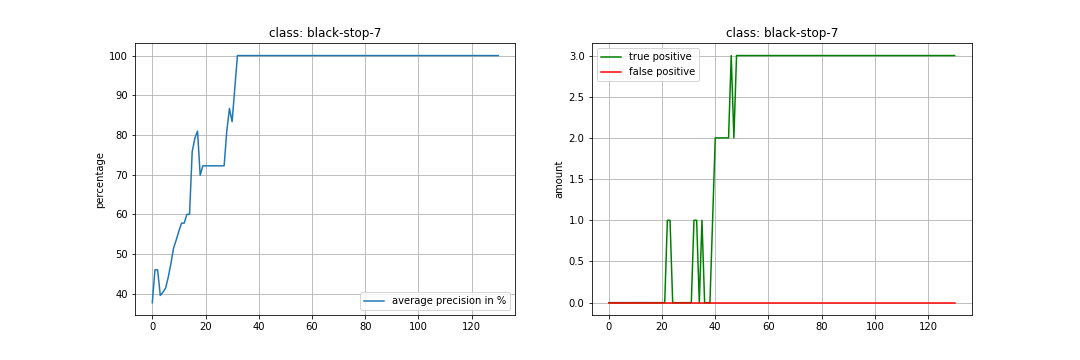 class: black-stop-7
percentage
100
90
80
70
60
50
40
0 20 40 60 80 100 120
average precision in %
class: black-stop-7
amount
3.0
2.5
2.0
1.5
1.0
0.5
0.0
0 20 40 60 80 100 120
true positive
false positive